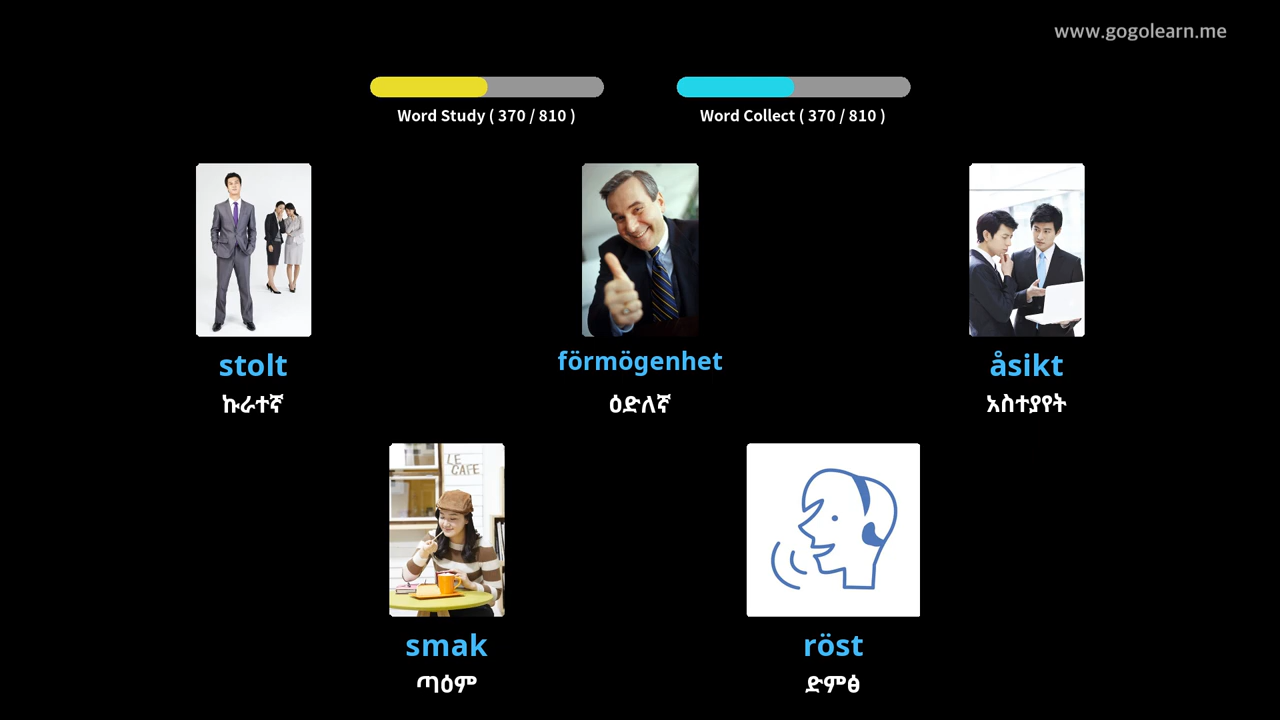 www.gogolearn.me
Word Study ( 370 / 810 )
Word Collect ( 370 / 810 )
stolt
förmögenhet
åsikt
ኩራተኛ
ዕድለኛ
አስተያየት
LE
CAFE
smak
röst
ጣዕም
ድምፅ